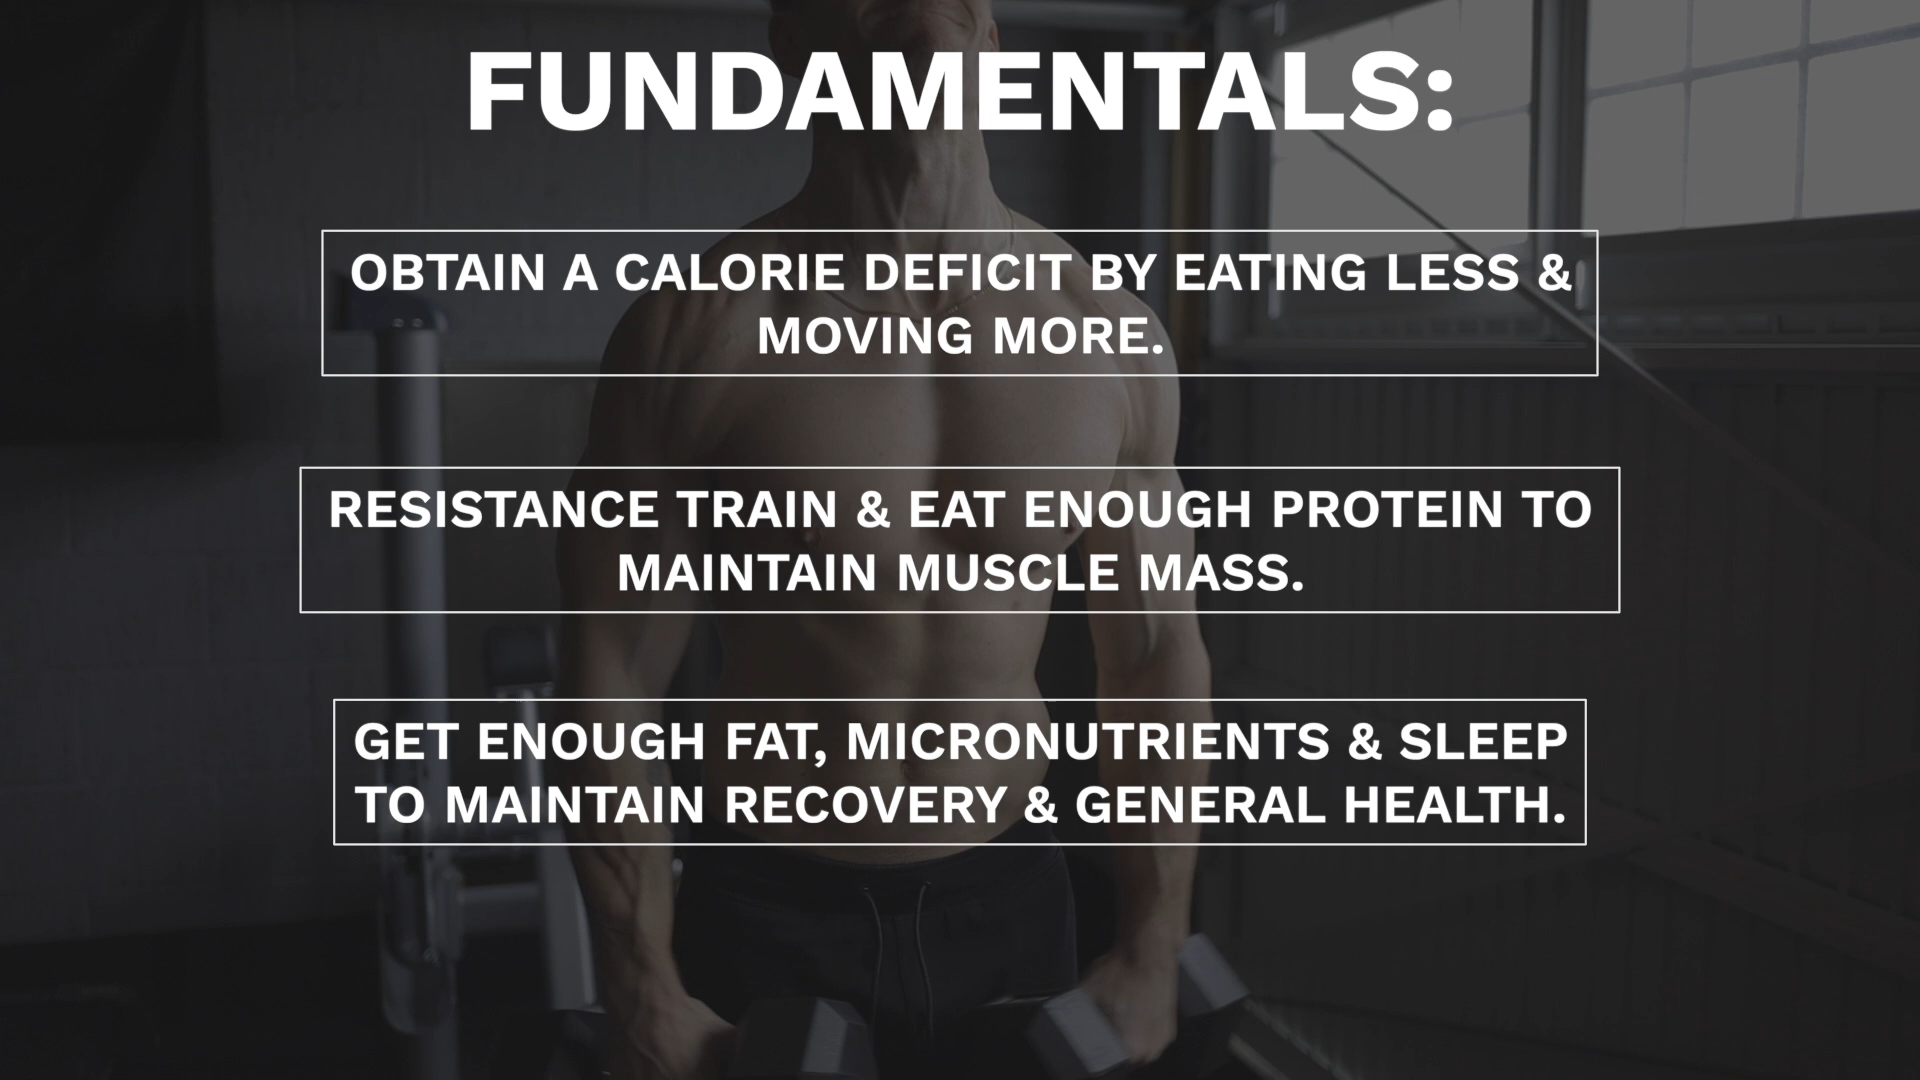 FUNDAMENTALS:
OBTAIN A CALORIE DEFICIT BY EATING LESS &
MOVING MORE.
RESISTANCE TRAIN & EAT ENOUGH PROTEIN TO
MAINTAIN MUSCLE MASS.
GET ENOUGH FAT, MICRONUTRIENTS & SLEEP
TO MAINTAIN RECOVERY & GENERAL HEALTH.